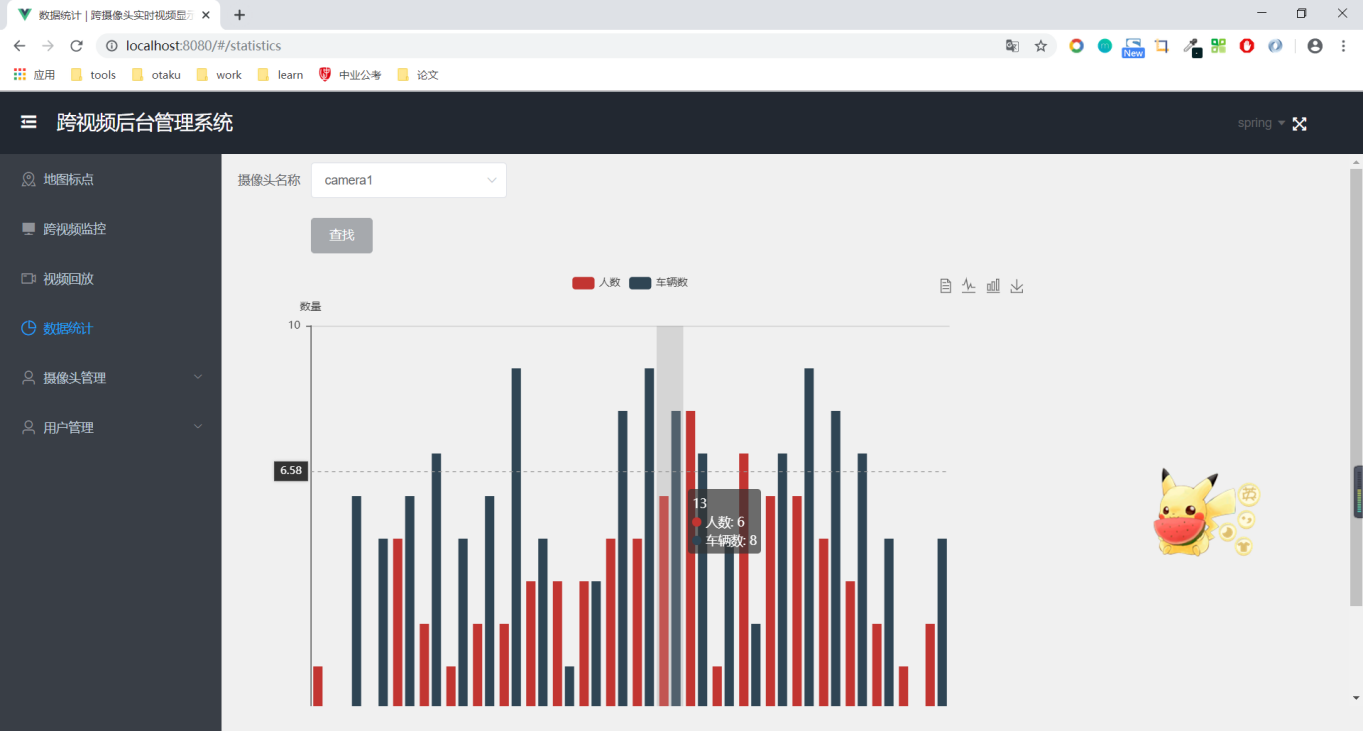 数据统计 | 跨摄像头实时视频显示
localhost:8080/#/statistics
New
应用 tools otaku work learn 中业公考 论文
跨视频后台管理系统
spring
地图标点
跨视频监控
视频回放
数据统计
摄像头管理
用户管理
摄像头名称 camera1
查找
人数 车辆数
数量
10
6.58
13
人数: 6
车辆数: 8